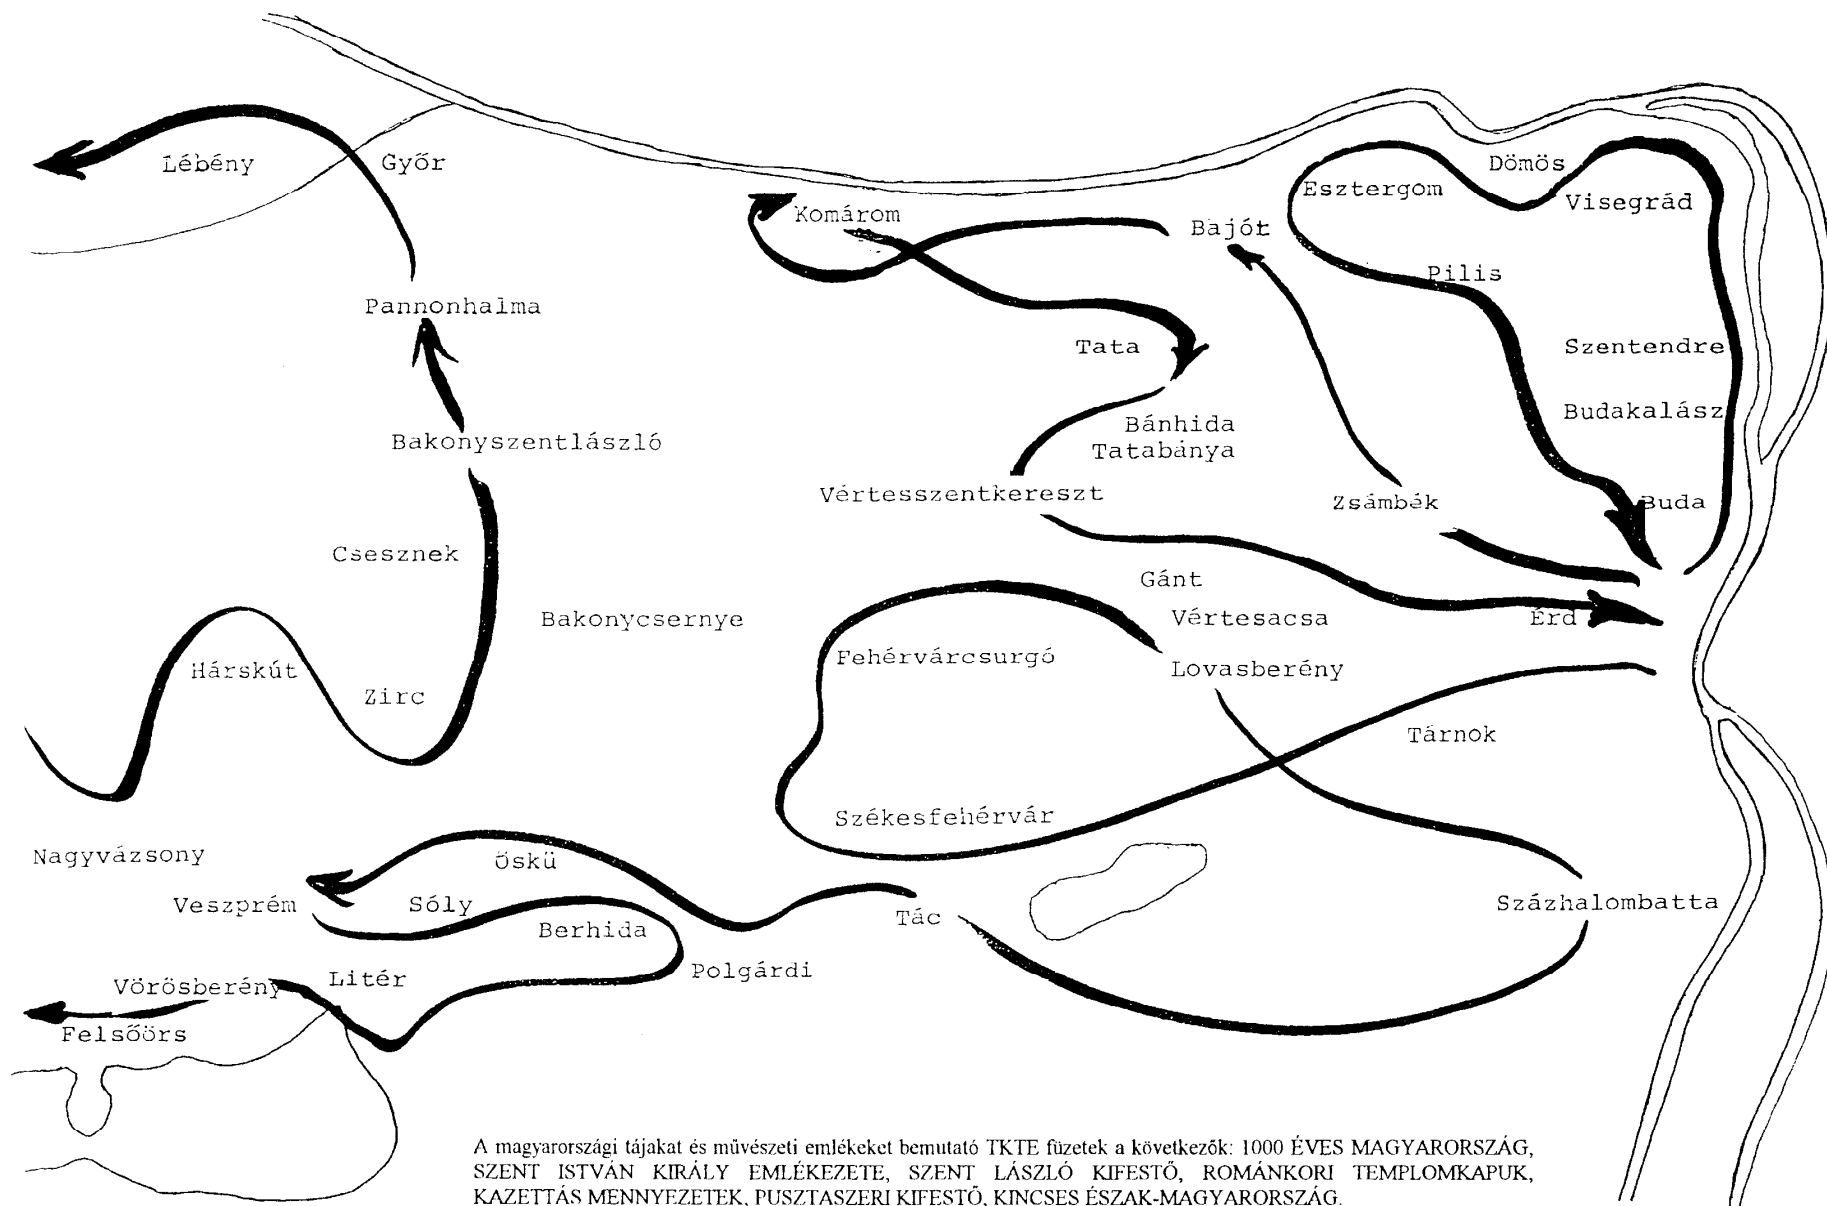 Lébény
Győr
Dömös
Esztergom
Visegrád
Komárom
Bajót
Pilis
Pannonhalma
Tata
Szentendre
Budakalász
Bánhida
Tatabánya
Bakonyszentlászló
Vértesszentkereszt
Zsámbék
Buda
Csesznek
Gánt
Bakonycsernye
Vértesacsa
Érd
Fehérvárcsurgó
Lovasberény
Hárskút
Zirc
Tárnok
Székesfehérvár
Nagyvázsony
Öskü
Veszprém
Sóly
Tác
Százhalombatta
Berhida
Polgárdi
Litér
Vörösberény
Felsőörs
A magyarországi tájakat és művészeti emlékeket bemutató TKTE füzetek a következők: 1000 ÉVES MAGYARORSZÁG,
SZENT ISTVÁN KIRÁLY EMLÉKEZETE, SZENT LÁSZLÓ KIFESTŐ, ROMÁNKORI TEMPLOMKAPUK,
KAZETTÁS MENNYEZETEK, PUSZTASZERI KIFESTŐ, KINCSES ÉSZAK-MAGYARORSZÁG.